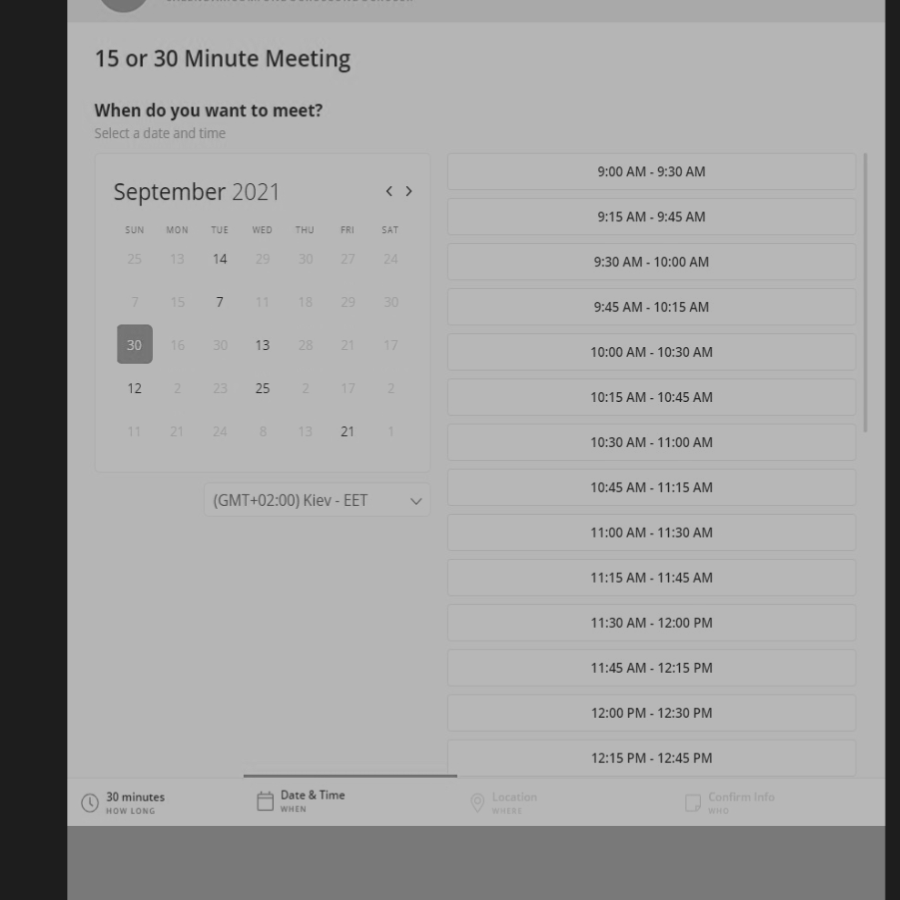 15 or 30 Minute Meeting
When do you want to meet?
Select a date and time
September 2021
SUN MON TUE WED THU FRI SAT
25 13 14 29 30 27 24
7 15 7 11 18 29 30
30 16 30 13 28 21 17
12 2 23 25 2 17 2
11 21 24 8 13 21 1
(GMT+02:00) Kiev - EET
9:00 AM - 9:30 AM
9:15 AM - 9:45 AM
9:30 AM - 10:00 AM
9:45 AM - 10:15 AM
10:00 AM - 10:30 AM
10:15 AM - 10:45 AM
10:30 AM - 11:00 AM
10:45 AM - 11:15 AM
11:00 AM - 11:30 AM
11:15 AM - 11:45 AM
11:30 AM - 12:00 PM
11:45 AM - 12:15 PM
12:00 PM - 12:30 PM
12:15 PM - 12:45 PM
30 minutes
HOW LONG
Date & Time
WHEN
Location
WHERE
Confirm Info
WHO